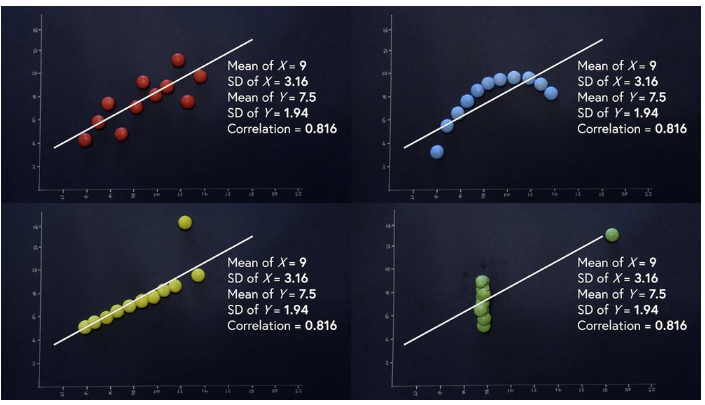 Mean of X = 9
SD of X = 3.16
Mean of Y = 7.5
SD of Y = 1.94
Correlation = 0.816
Mean of X = 9
SD of X = 3.16
Mean of Y = 7.5
SD of Y = 1.94
Correlation = 0.816
Mean of X = 9
SD of X = 3.16
Mean of Y = 7.5
SD of Y = 1.94
Correlation = 0.816
Mean of X = 9
SD of X = 3.16
Mean of Y = 7.5
SD of Y = 1.94
Correlation = 0.816